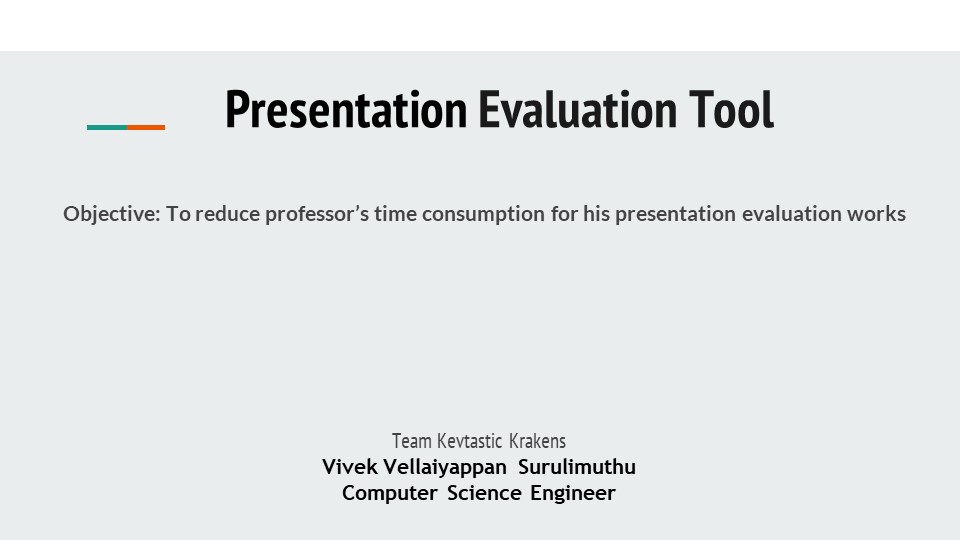 Presentation Evaluation Tool
Objective: To reduce professor’s time consumption for his presentation evaluation works
Team Kevtastic Krakens
Vivek Vellaiyappan Surulimuthu
Computer Science Engineer